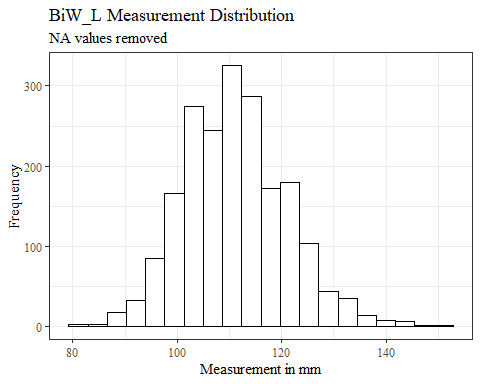 BiW_L Measurement Distribution
NA values removed
Frequency
300
200
100
0
80
100
120
140
Measurement in mm